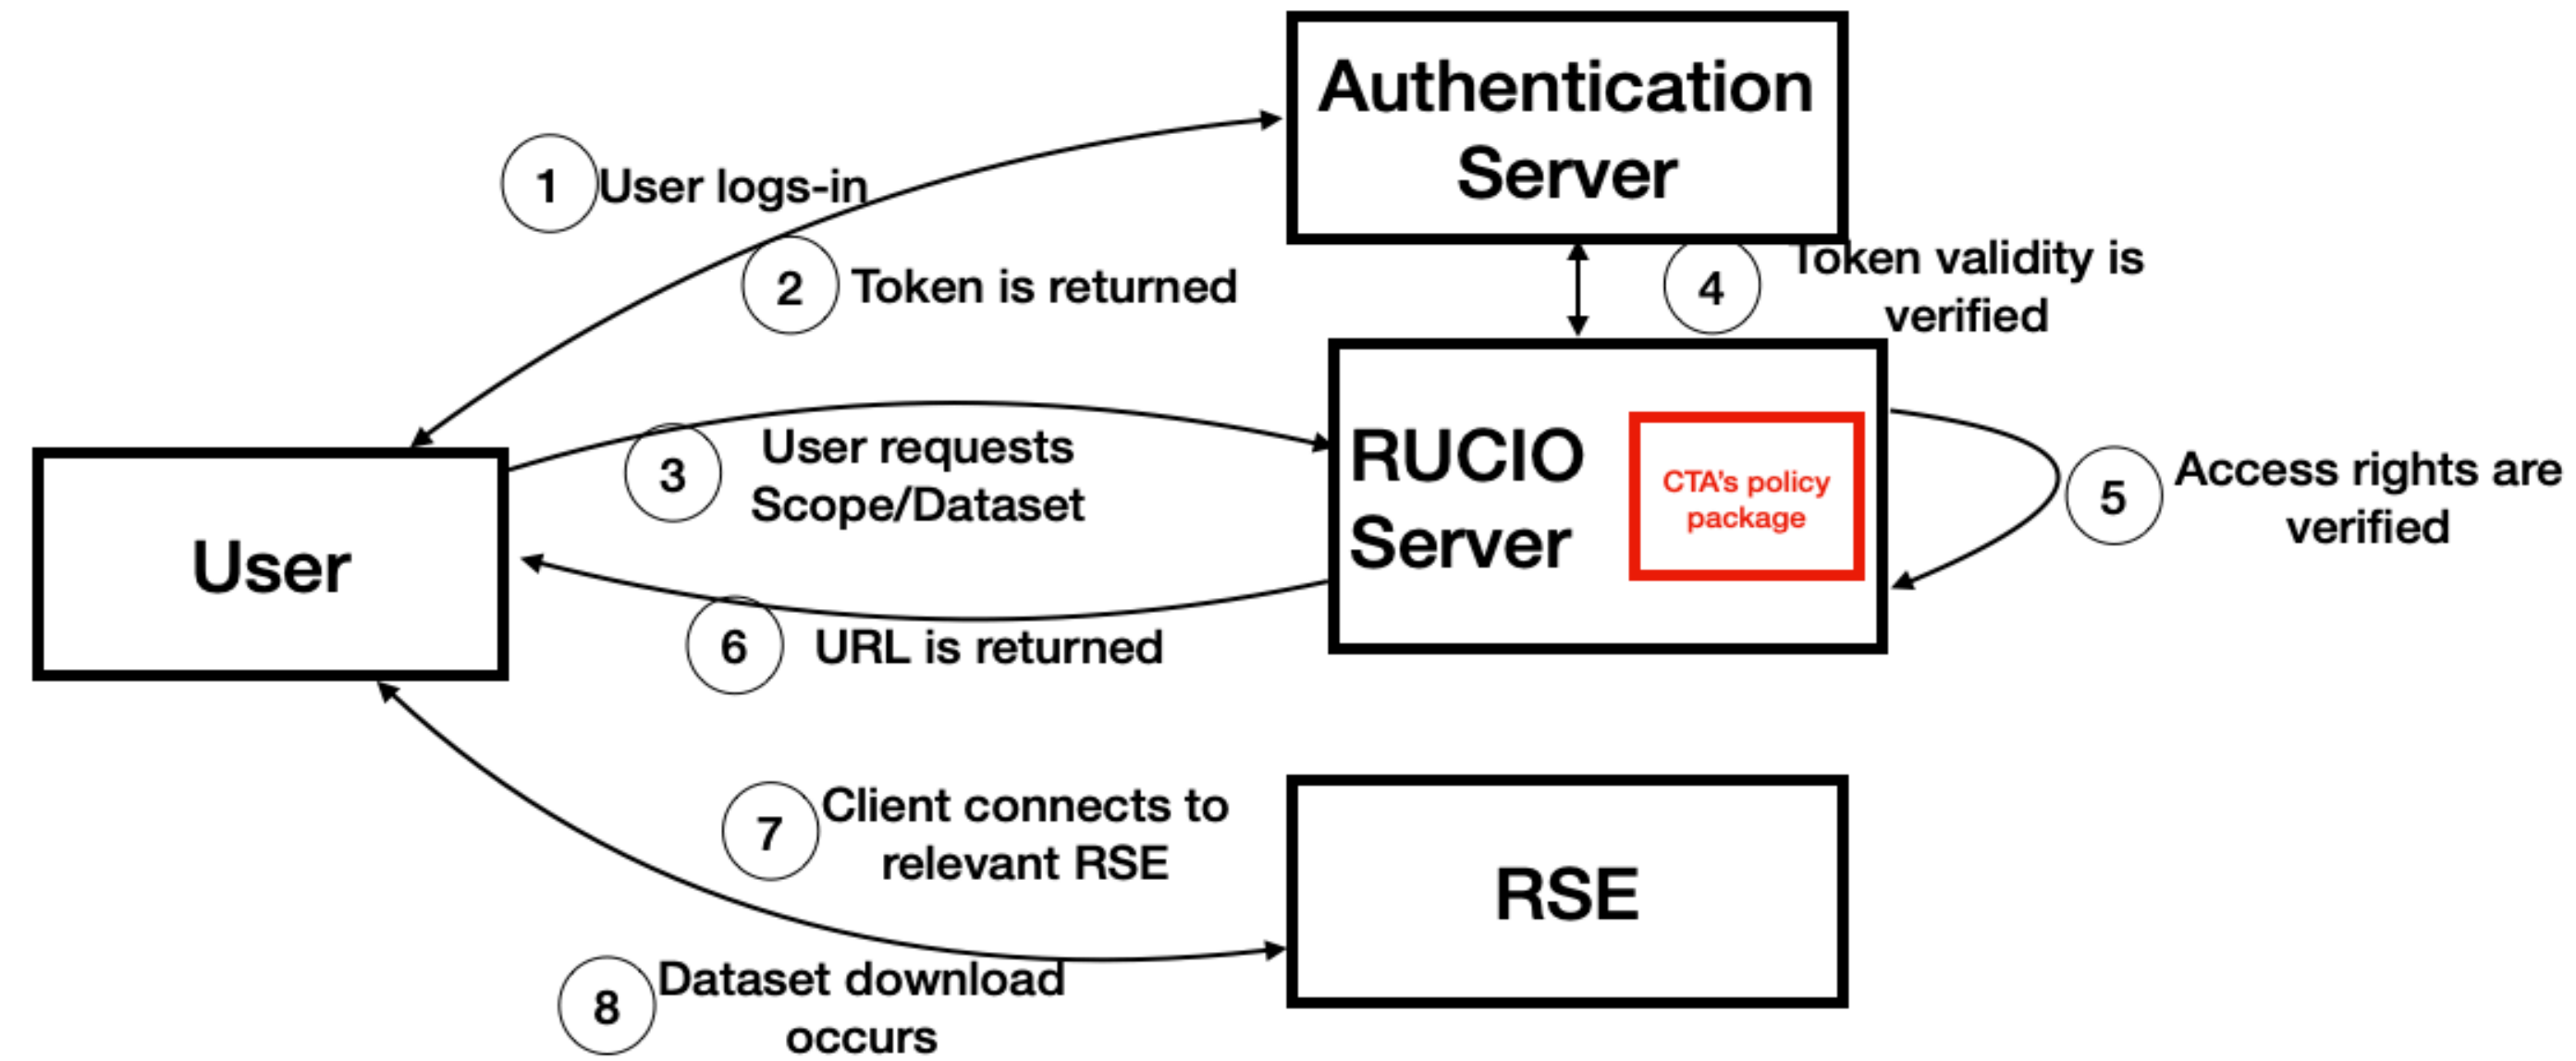 Authentication
Server
1 User logs-in
2 Token is returned
4 Token validity is
verified
3 User requests
Scope/Dataset
RUCIO
Server
CTA's policy
package
5 Access rights are
verified
User
6 URL is returned
7 Client connects to
relevant RSE
RSE
8 Dataset download
occurs